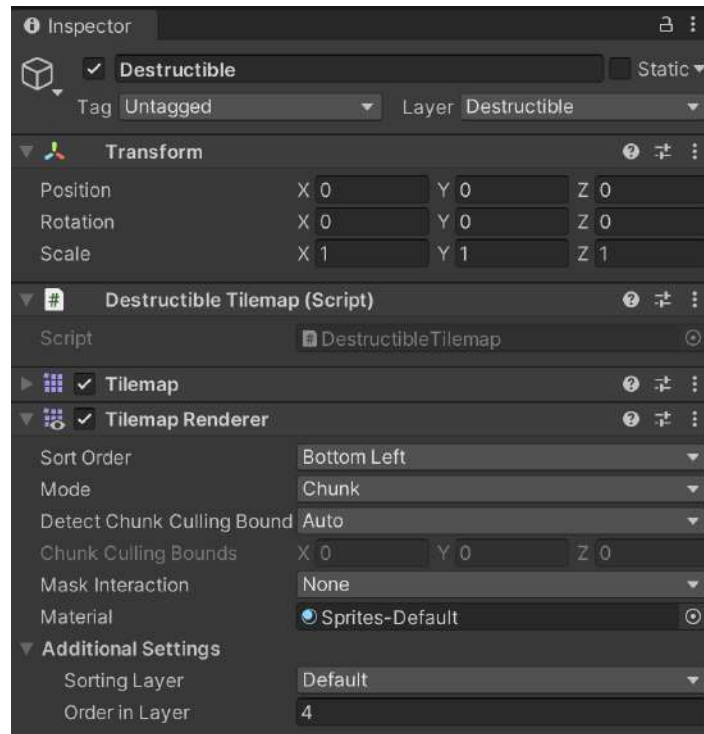 Inspector
Destructible Static
Tag Untagged Layer Destructible
Transform
Position X 0 Y 0 Z 0
Rotation X 0 Y 0 Z 0
Scale X 1 Y 1 Z 1
# Destructible Tilemap (Script)
Script # DestructibleTilemap
Tilemap
Tilemap Renderer
Sort Order Bottom Left
Mode Chunk
Detect Chunk Culling Bound Auto
Chunk Culling Bounds X 0 Y 0 Z 0
Mask Interaction None
Material Sprites-Default
Additional Settings
Sorting Layer Default
Order in Layer 4